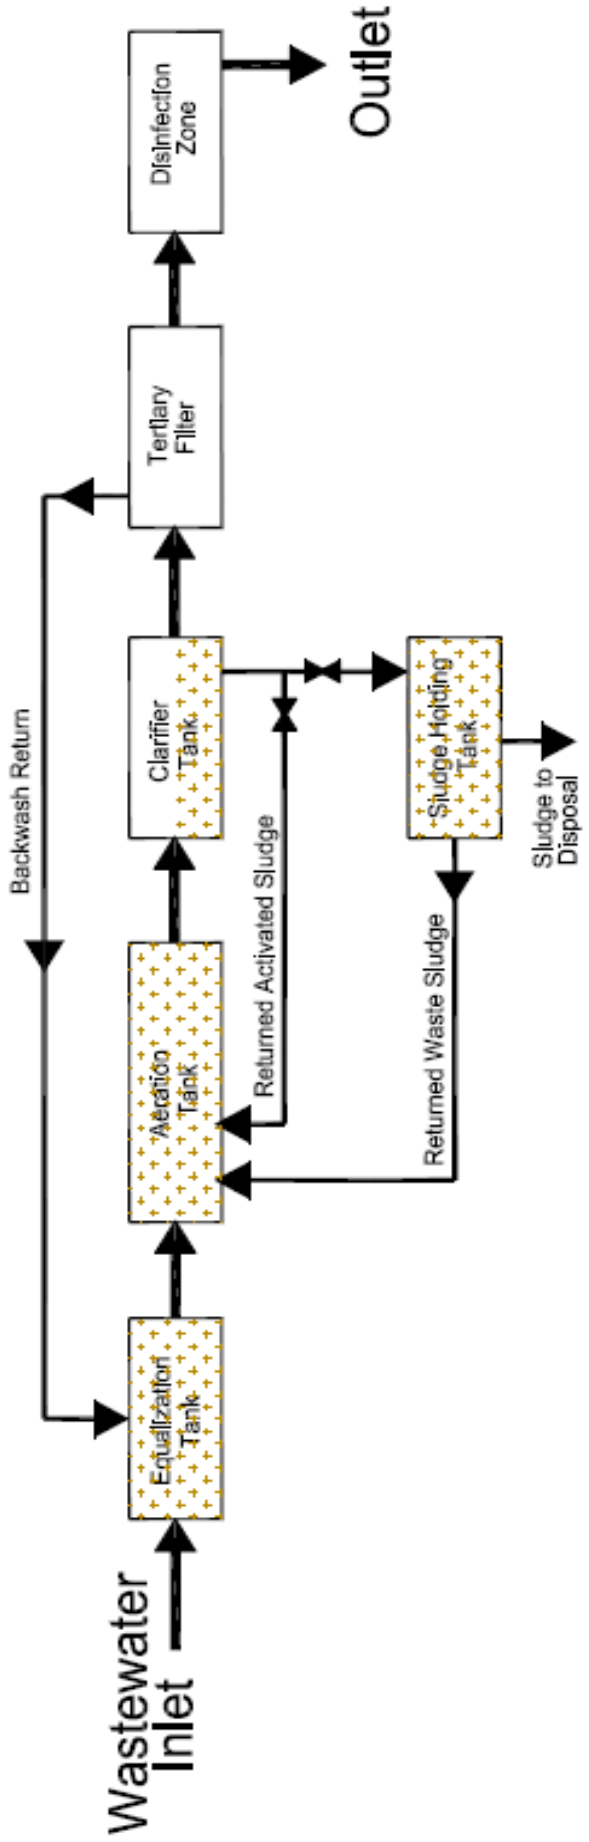 Wastewater
Inlet
Equalization
Tank
Aeration
Tank
Clarifier
Tank
Tertiary
Filter
Disinfection
Zone
Outlet
Backwash Return
Returned Activated Sludge
Returned Waste Sludge
Sludge Holding
Tank
Sludge to
Disposal